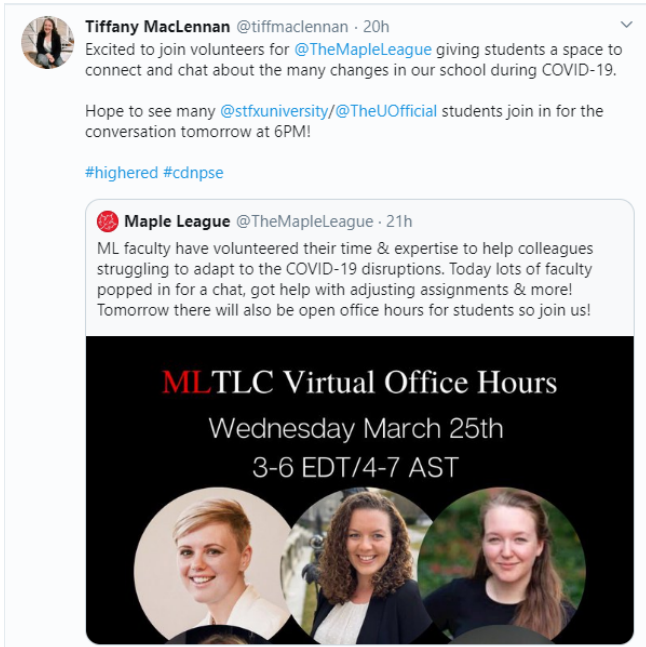 Tiffany MacLennan @tiffmaclennan · 20h
Excited to join volunteers for @TheMapleLeague giving students a space to
connect and chat about the many changes in our school during COVID-19.
Hope to see many @stfxuniversity/@TheUOfficial students join in for the
conversation tomorrow at 6PM!
#highered #cdnpse
Maple League @TheMapleLeague · 21h
ML faculty have volunteered their time & expertise to help colleagues
struggling to adapt to the COVID-19 disruptions. Today lots of faculty
popped in for a chat, got help with adjusting assignments & more!
Tomorrow there will also be open office hours for students so join us!
MLTLC Virtual Office Hours
Wednesday March 25th
3-6 EDT/4-7 AST